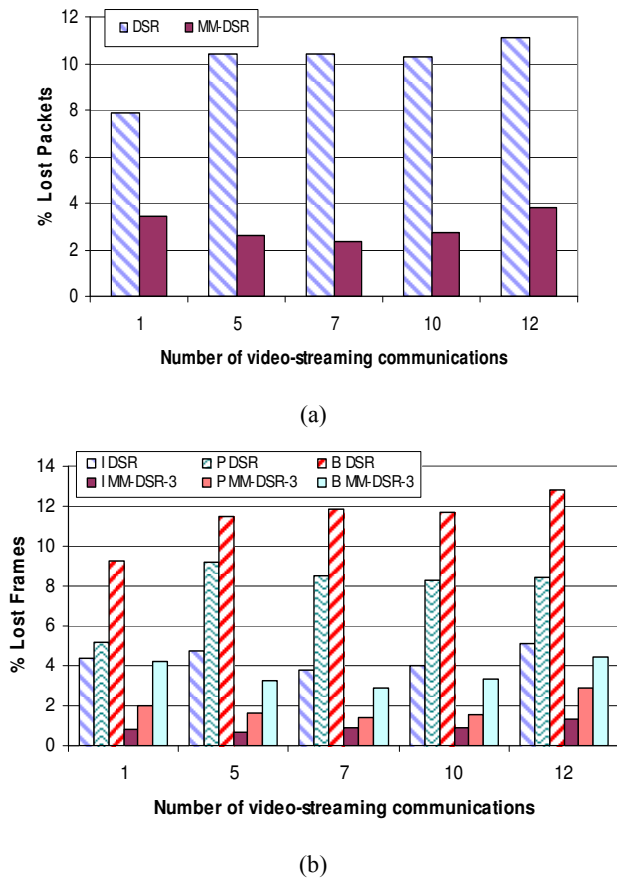 12
DSR MM-DSR
10
8
6
4
2
0
% Lost Packets
1 5 7 10 12
Number of video-streaming communications
(a)
14
I DSR P DSR B DSR
I MM-DSR-3 P MM-DSR-3 B MM-DSR-3
12
10
8
6
4
2
0
% Lost Frames
1 5 7 10 12
Number of video-streaming communications
(b)